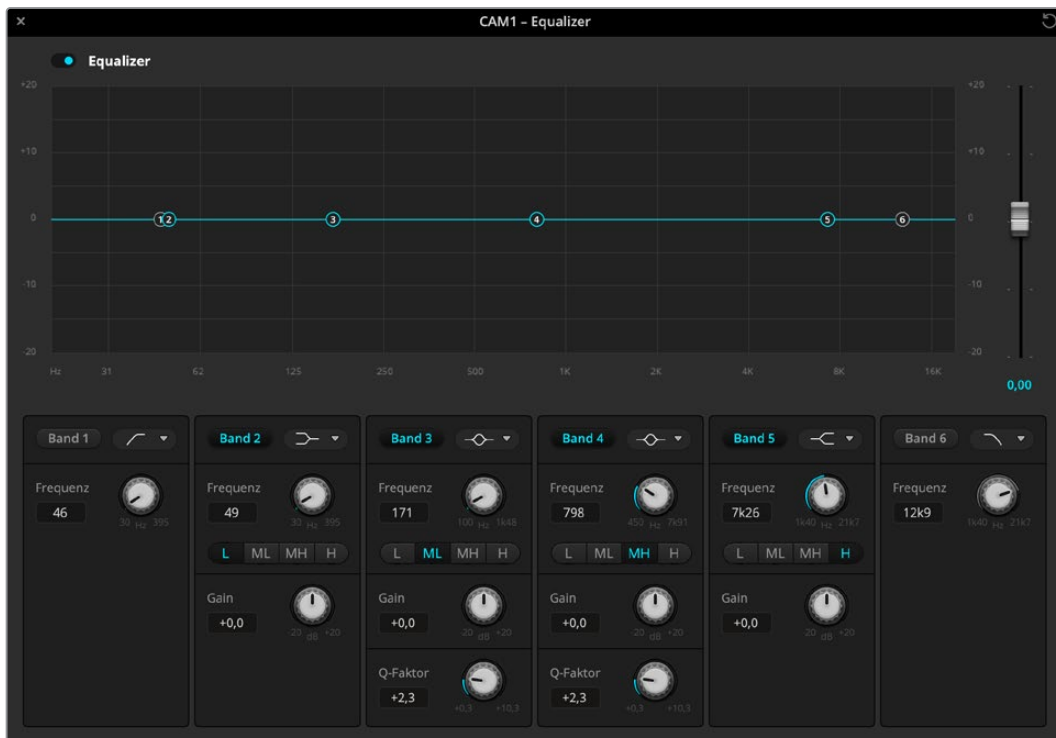 CAM1 – Equalizer
Equalizer
+20 +20
+10 +10
0 0
-10 -10
-20 -20
Hz 31 62 125 250 500 1K 2K 4K 8K 16K
1 2 3 4 5 6
0,00
Band 1 Band 2 Band 3 Band 4 Band 5 Band 6
Frequenz Frequenz Frequenz Frequenz Frequenz Frequenz
46 49 171 798 7k26 12k9
30 Hz 395 30 Hz 395 100 Hz 1k48 450 Hz 7k91 1k40 Hz 21k7 1k40 Hz 21k7
L ML MH H L ML MH H L ML MH H L ML MH H
Gain Gain Gain Gain
+0,0 +0,0 +0,0 +0,0
-20 dB +20 -20 dB +20 -20 dB +20 -20 dB +20
Q-Faktor Q-Faktor
+2,3 +2,3
+0,3 +10,3 +0,3 +10,3